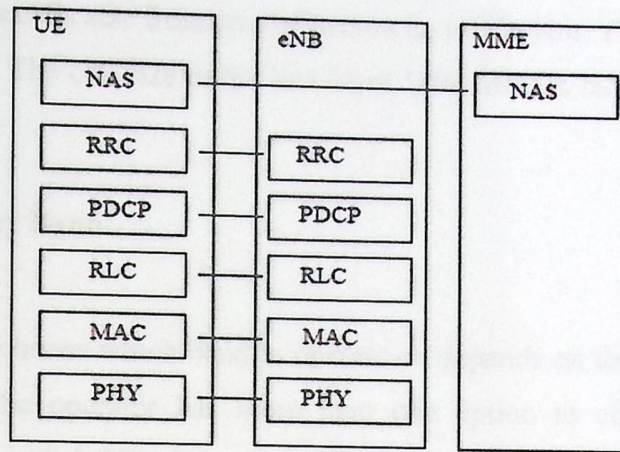 UE
NAS
RRC
PDCP
RLC
MAC
PHY
eNB
RRC
PDCP
RLC
MAC
PHY
MME
NAS